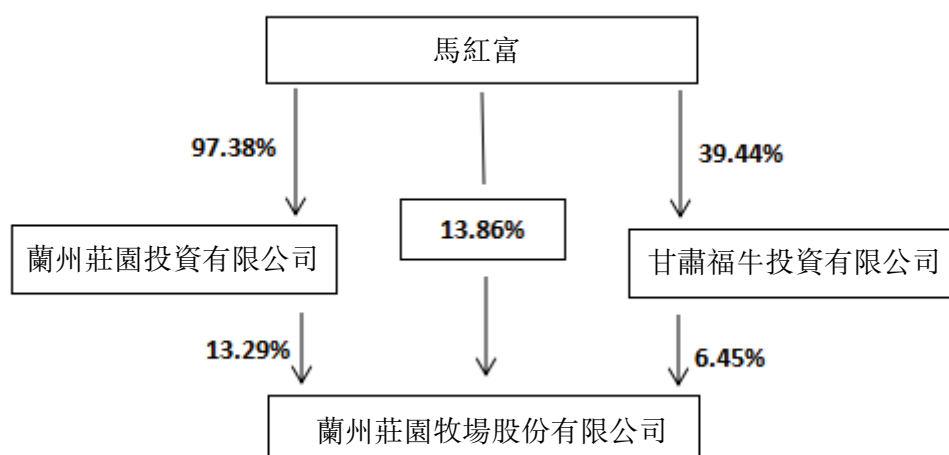 馬紅富
97.38%
39.44%
13.86%
蘭州莊園投資有限公司
甘肅福牛投資有限公司
13.29%
6.45%
蘭州莊園牧場股份有限公司